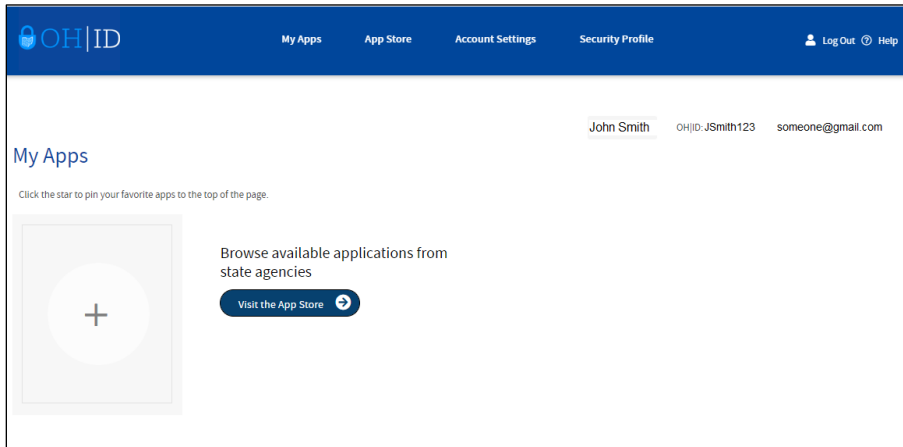 OH|ID My Apps App Store Account Settings Security Profile Log Out Help
John Smith OH|ID: JSmith123 someone@gmail.com
My Apps
Click the star to pin your favorite apps to the top of the page.
Browse available applications from
state agencies
Visit the App Store